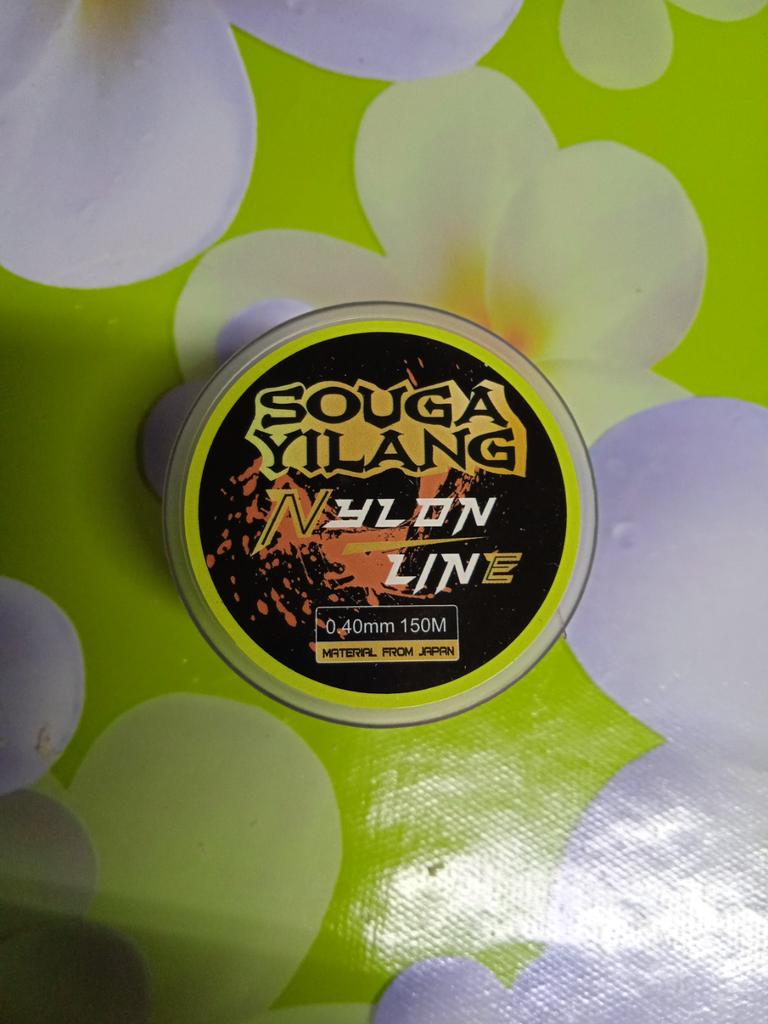 SOUGA
YILANG
NYLON
LINE
0.40mm 150M
MATERIAL FROM JAPAN